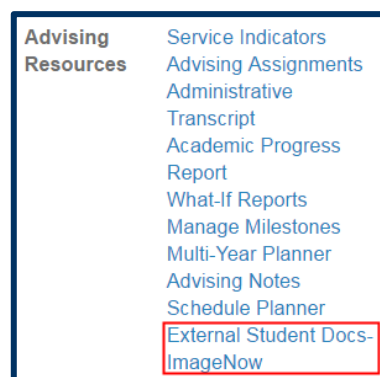 Advising Service Indicators
Resources Advising Assignments
Administrative
Transcript
Academic Progress
Report
What-If Reports
Manage Milestones
Multi-Year Planner
Advising Notes
Schedule Planner
External Student Docs-
ImageNow